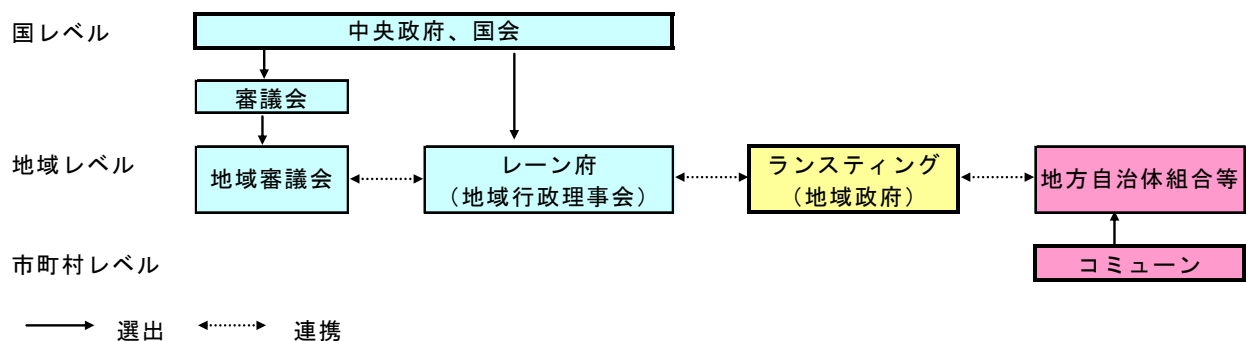 国レベル
中央政府、国会
審議会
地域レベル
地域審議会
レーン府
（地域行政理事会）
ランスティング
（地域政府）
地方自治体組合等
市町村レベル
コミューン
選出
連携